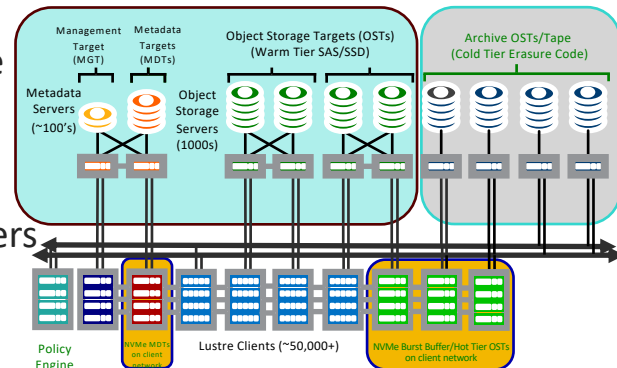 Management
Target
(MGT)
Metadata
Targets
(MDTs)
Object Storage Targets (OSTs)
(Warm Tier SAS/SSD)
Archive OSTs/Tape
(Cold Tier Erasure Code)
Metadata
Servers
(~100's)
Object
Storage
Servers
(1000s)
ers
Policy
Engine
NVMe MDTs
on client
network
Lustre Clients (~50,000+)
NVMe Burst Buffer/Hot Tier OSTs
on client network